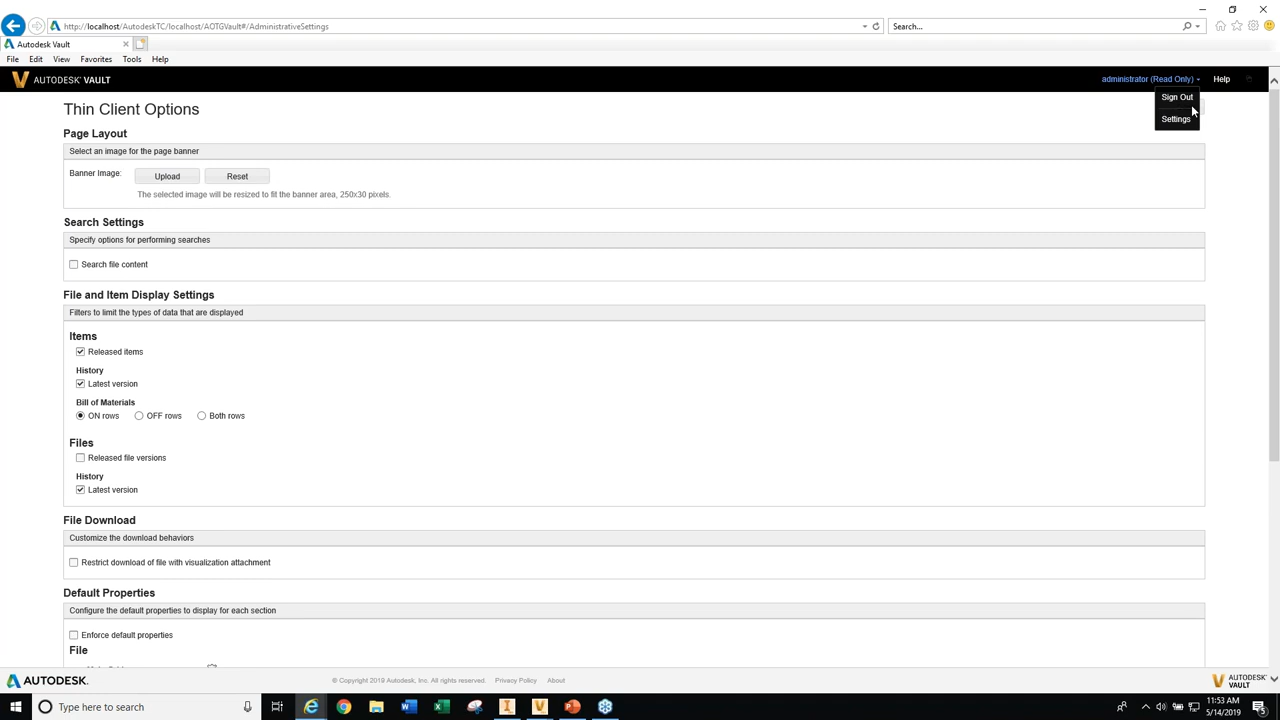 http://localhost/AutodeskTC/localhost/AOTGVault#/AdministrativeSettings
Search...
Autodesk Vault
File Edit View Favorites Tools Help
AUTODESK® VAULT
administrator (Read Only)
Help
Sign Out
Settings
Thin Client Options
Page Layout
Select an image for the page banner
Banner Image:
Upload
Reset
The selected image will be resized to fit the banner area, 250x30 pixels.
Search Settings
Specify options for performing searches
Search file content
File and Item Display Settings
Filters to limit the types of data that are displayed
Items
Released items
History
Latest version
Bill of Materials
ON rows OFF rows Both rows
Files
Released file versions
History
Latest version
File Download
Customize the download behaviors
Restrict download of file with visualization attachment
Default Properties
Configure the default properties to display for each section
Enforce default properties
File
AUTODESK.
© Copyright 2019 Autodesk, Inc. All rights reserved. Privacy Policy About
AUTODESK® VAULT
Type here to search
11:53 AM
5/14/2019